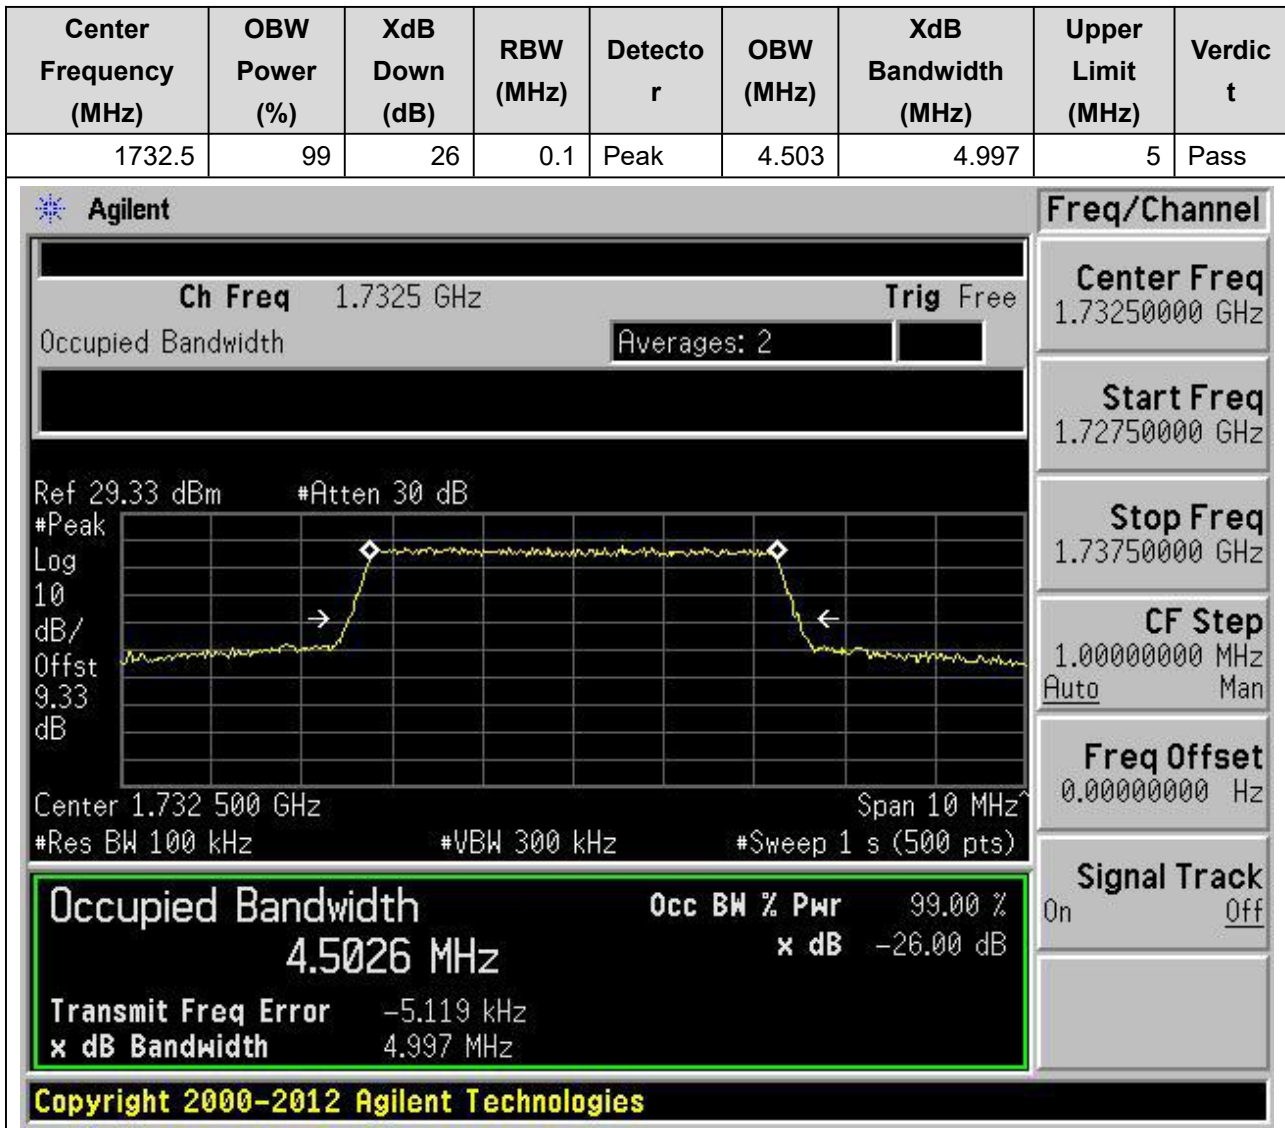 Center Frequency (MHz) OBW Power (%) XdB Down (dB) RBW (MHz) Detecto r OBW (MHz) XdB Bandwidth (MHz) Upper Limit (MHz) Verdic t
1732.5 99 26 0.1 Peak 4.503 4.997 5 Pass
Agilent
Freq/Channel
Ch Freq 1.7325 GHz Trig Free
Occupied Bandwidth Averages: 2
Center Freq
1.73250000 GHz
Start Freq
1.72750000 GHz
Stop Freq
1.73750000 GHz
CF Step
1.00000000 MHz
Auto Man
Freq Offset
0.00000000 Hz
Signal Track
On Off
Ref 29.33 dBm #Atten 30 dB
#Peak
Log
10
dB/
Offst
9.33
dB
Center 1.732 500 GHz Span 10 MHz^
#Res BW 100 kHz #VBW 300 kHz #Sweep 1 s (500 pts)
Occupied Bandwidth Occ BW % Pwr 99.00 %
4.5026 MHz x dB -26.00 dB
Transmit Freq Error -5.119 kHz
x dB Bandwidth 4.997 MHz
Copyright 2000-2012 Agilent Technologies